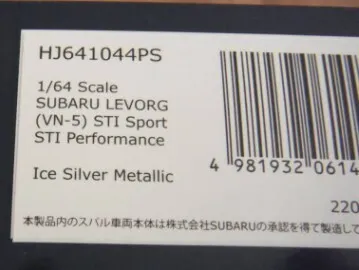 HJ641044PS
1/64 Scale
SUBARU LEVORG
(VN-5) STI Sport
STI Performance
4 981932 0614
Ice Silver Metallic
220
本製品内のスバル車両本体は株式会社SUBARUの承認を得て製造して